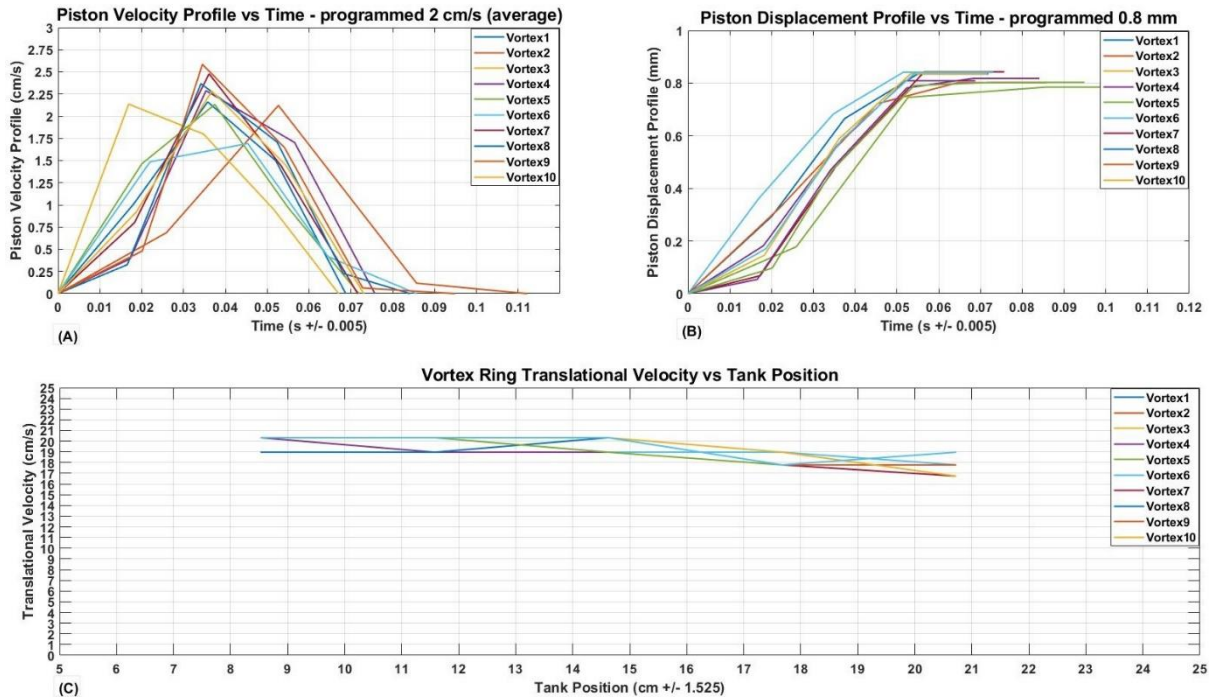 Piston Velocity Profile vs Time - programmed 2 cm/s (average)
Piston Velocity Profile (cm/s)
3
2.75
2.5
2.25
2
1.75
1.5
1.25
1
0.75
0.5
0.25
0
0 0.01 0.02 0.03 0.04 0.05 0.06 0.07 0.08 0.09 0.1 0.11
Time (s +/- 0.005)
(A)
Vortex1
Vortex2
Vortex3
Vortex4
Vortex5
Vortex6
Vortex7
Vortex8
Vortex9
Vortex10
Piston Displacement Profile vs Time - programmed 0.8 mm
Piston Displacement Profile (mm)
1
0.8
0.6
0.4
0.2
0
0 0.01 0.02 0.03 0.04 0.05 0.06 0.07 0.08 0.09 0.1 0.11 0.12
Time (s +/- 0.005)
(B)
Vortex1
Vortex2
Vortex3
Vortex4
Vortex5
Vortex6
Vortex7
Vortex8
Vortex9
Vortex10
Vortex Ring Translational Velocity vs Tank Position
Translational Velocity (cm/s)
25
24
23
22
21
20
19
18
17
16
15
14
13
12
11
10
9
8
7
6
5
4
3
2
1
0
5 6 7 8 9 10 11 12 13 14 15 16 17 18 19 20 21 22 23 24 25
Tank Position (cm +/- 1.525)
(C)
Vortex1
Vortex2
Vortex3
Vortex4
Vortex5
Vortex6
Vortex7
Vortex8
Vortex9
Vortex10